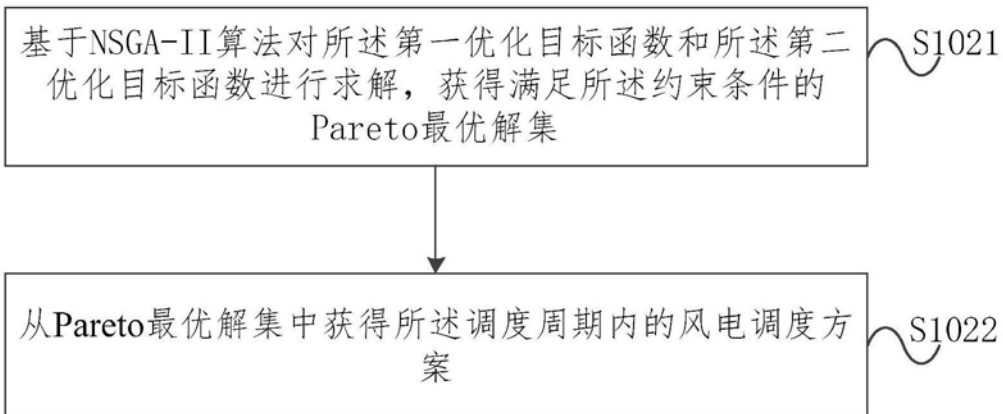 基于NSGA-II算法对所述第一优化目标函数和所述第二
优化目标函数进行求解，获得满足所述约束条件的
Pareto最优解集
S1021
从Pareto最优解集中获得所述调度周期内的风电调度方
案
S1022